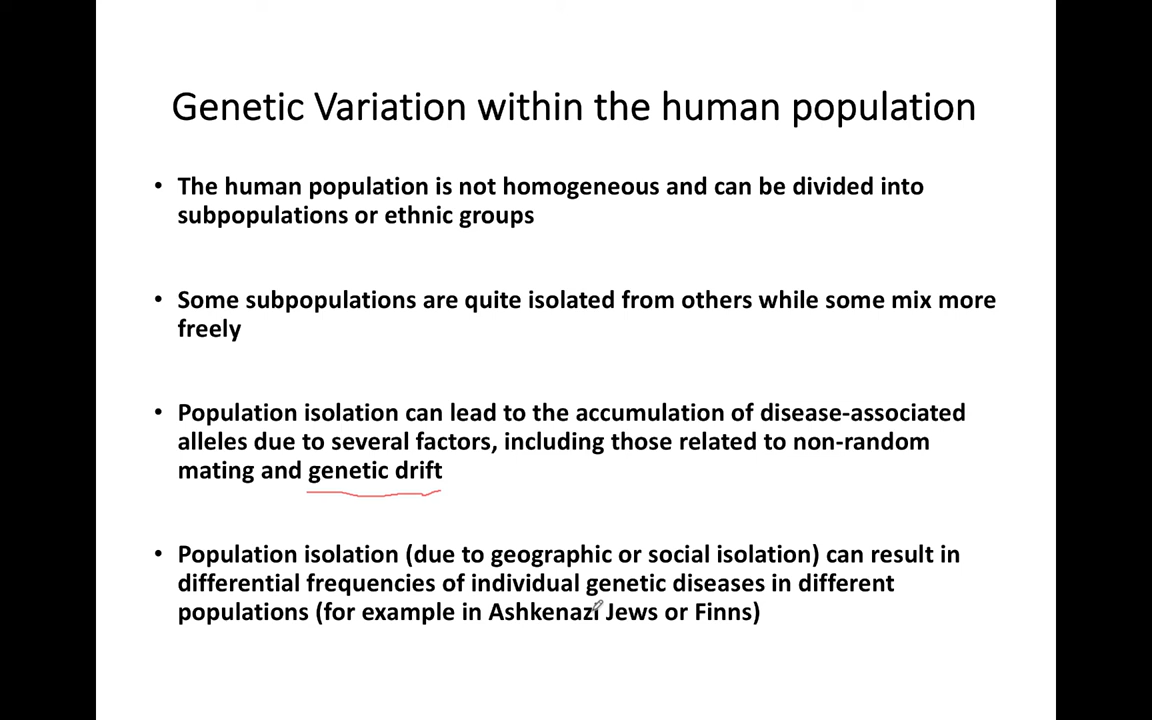 Genetic Variation within the human population
• The human population is not homogeneous and can be divided into
subpopulations or ethnic groups
• Some subpopulations are quite isolated from others while some mix more
freely
• Population isolation can lead to the accumulation of disease-associated
alleles due to several factors, including those related to non-random
mating and genetic drift
• Population isolation (due to geographic or social isolation) can result in
differential frequencies of individual genetic diseases in different
populations (for example in Ashkenazi Jews or Finns)